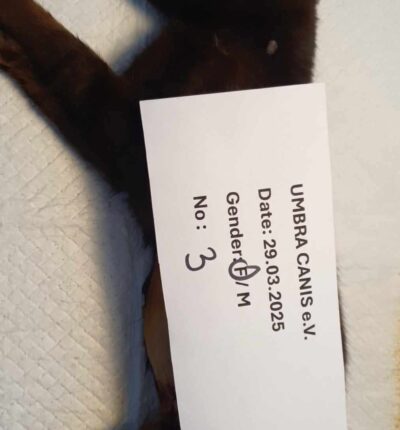 UMBRA CANIS e.V.
Date: 29.03.2025
Gender: F / M
No: 3